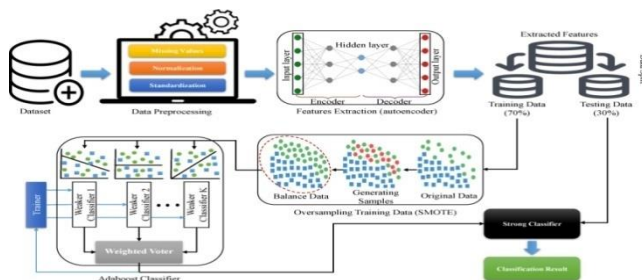 Missing Values
Normalization
Standardization
Input layer
Hidden layer
Output layer
Encoder
Decoder
Extracted Features
Dataset
Data Preprocessing
Features Extraction (autoencoder)
Training Data
(70%)
Testing Data
(30%)
Trainer
Weaker
Classifier 1
Weaker
Classifier 2
Weaker
Classifier K
Weighted Voter
Adaboost Classifier
Balance Data
Generating
Samples
Original Data
Oversampling Training Data (SMOTE)
Strong Classifier
Classification Result